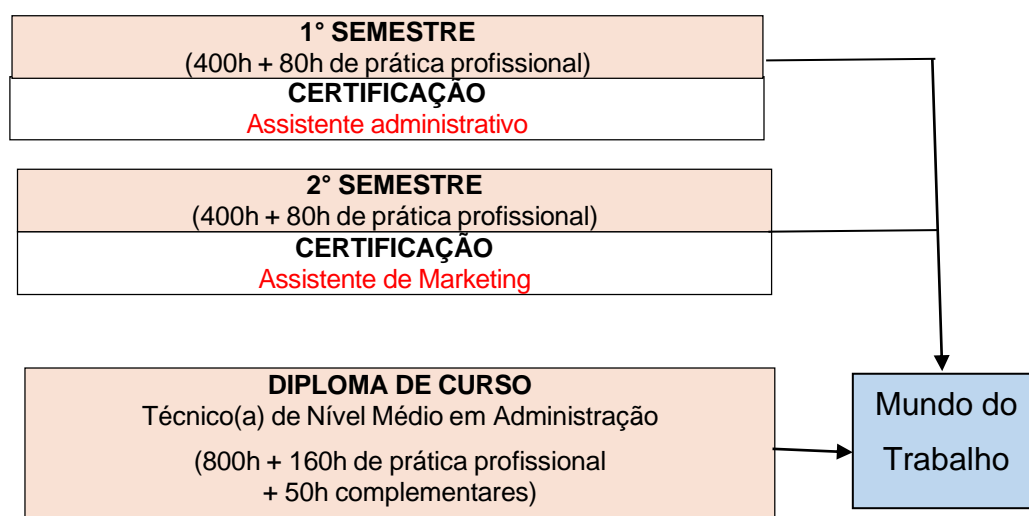 1° SEMESTRE
(400h + 80h de prática profissional)
CERTIFICAÇÃO
Assistente administrativo
2° SEMESTRE
(400h + 80h de prática profissional)
CERTIFICAÇÃO
Assistente de Marketing
DIPLOMA DE CURSO
Técnico(a) de Nível Médio em Administração
(800h + 160h de prática profissional
+ 50h complementares)
Mundo do
Trabalho